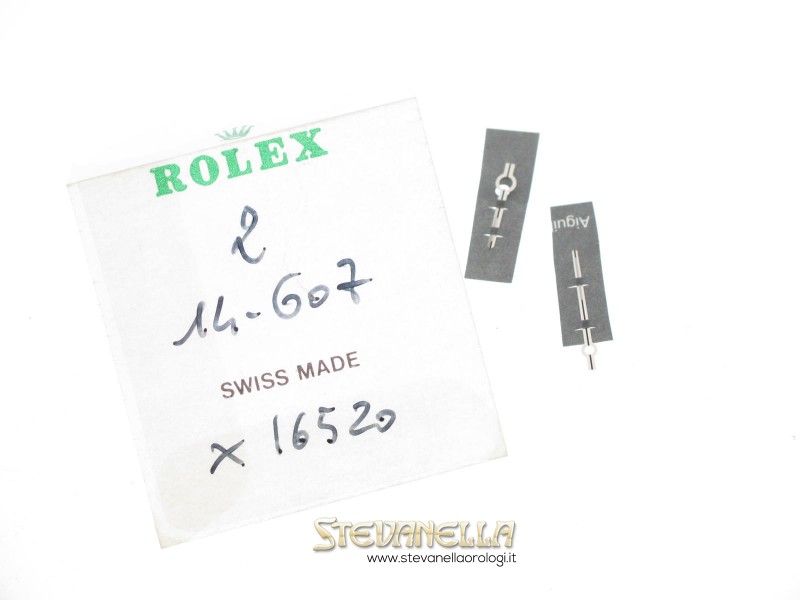 ROLEX
2
14-607
SWISS MADE
x 16520
Aigui
STEVANELLA
www.stevanellaorologi.it